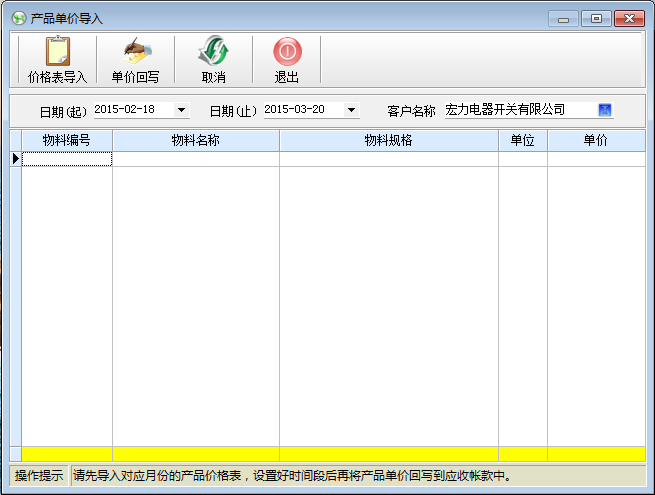 产品单价导入
价格表导入 单价回写 取消 退出
日期(起) 2015-02-18 日期(止) 2015-03-20 客户名称 宏力电器开关有限公司
物料编号 物料名称 物料规格 单位 单价
操作提示 请先导入对应月份的产品价格表，设置好时间段后再将产品单价回写到应收帐款中。